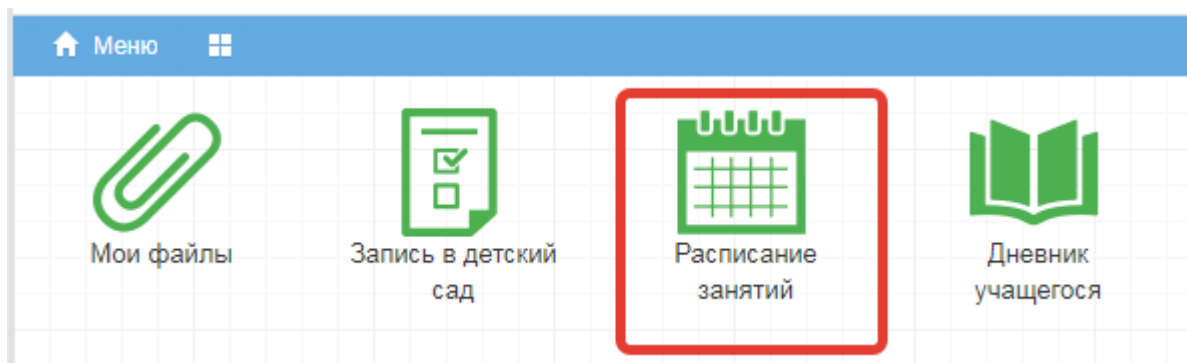 Меню
Мои файлы
Запись в детский
сад
Расписание
занятий
Дневник
учащегося